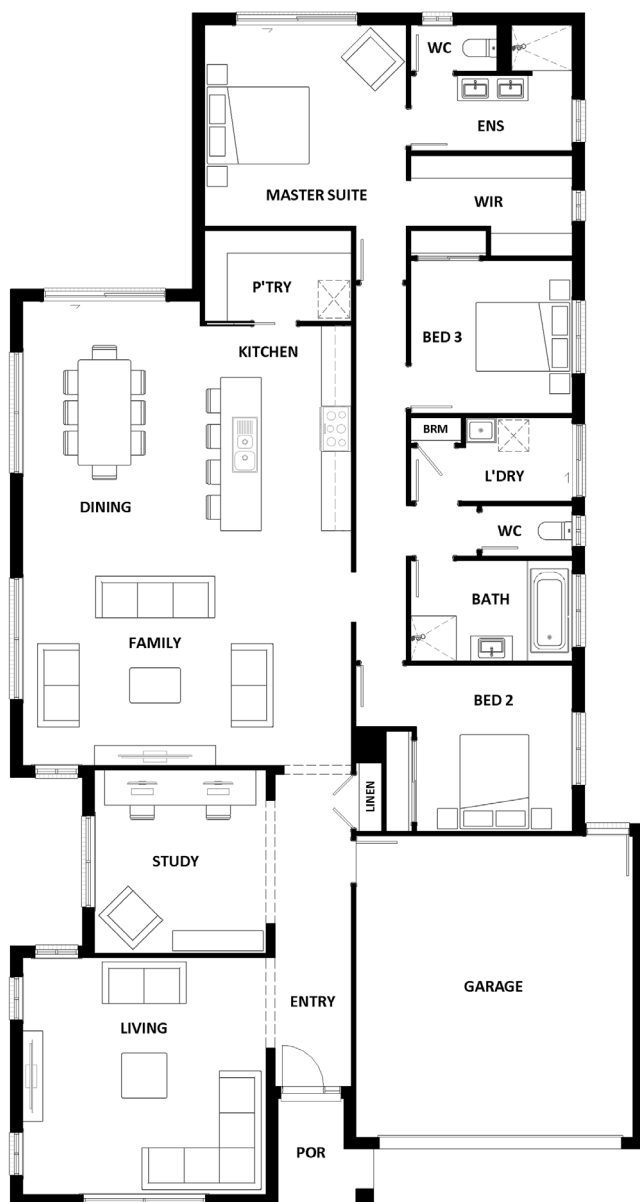 WC
ENS
MASTER SUITE
WIR
P'TRY
KITCHEN
BED 3
BRM
L'DRY
DINING
WC
BATH
FAMILY
BED 2
LINEN
STUDY
GARAGE
ENTRY
LIVING
POR